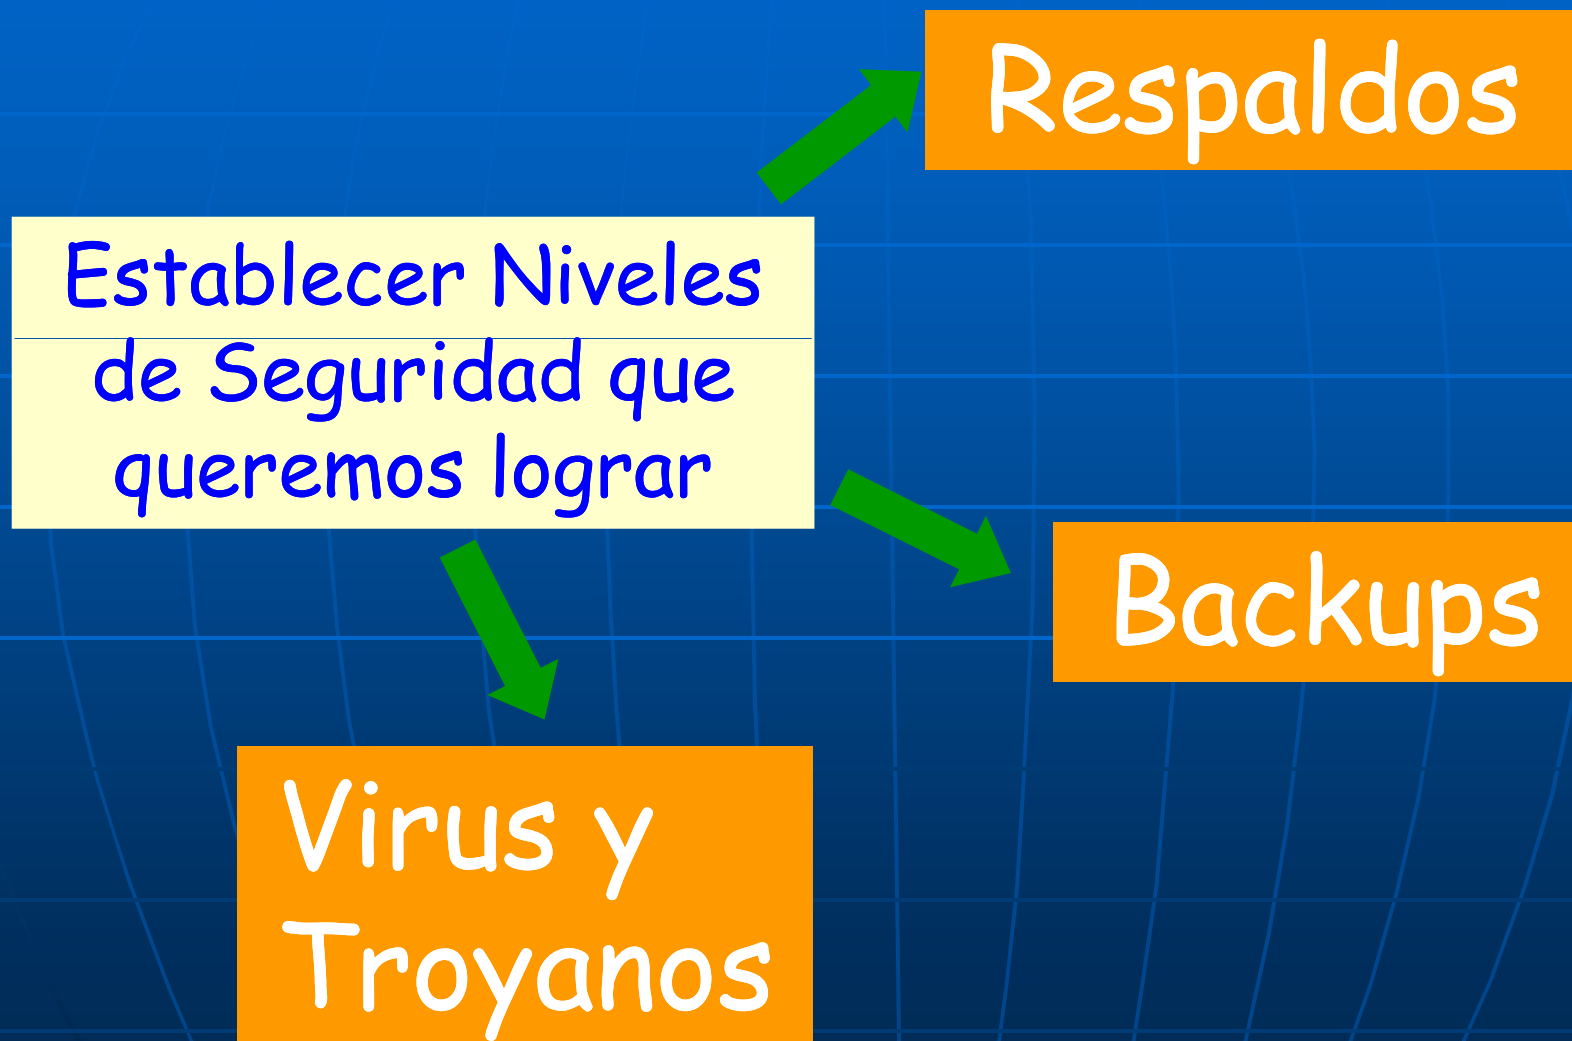 Respaldos
Establecer Niveles
de Seguridad que
queremos lograr
Backups
Virus y
Troyanos